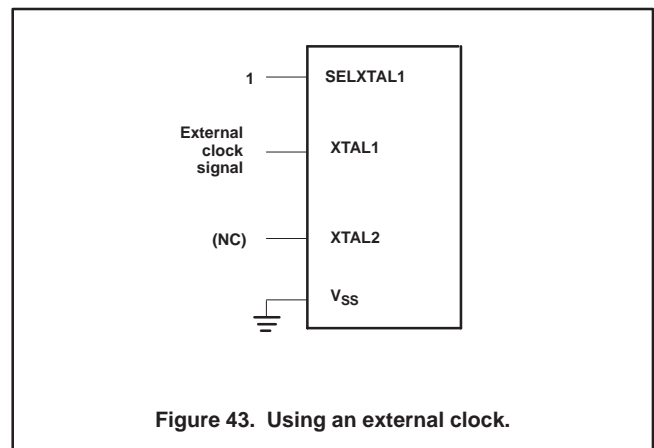 1 SELXTAL1
External
clock
signal
XTAL1
(NC) XTAL2
VSS
Figure 43. Using an external clock.